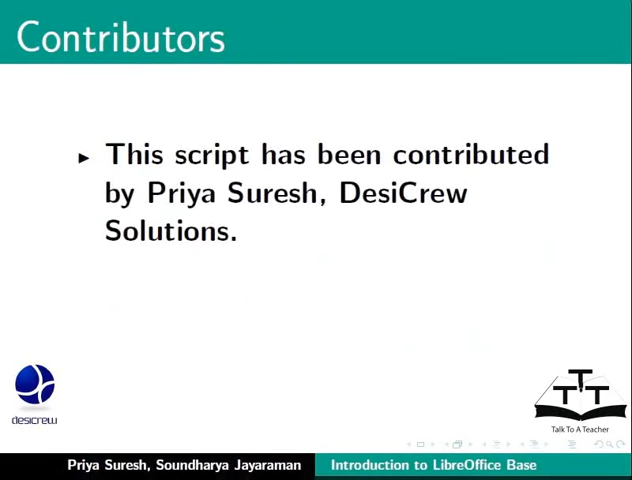 Contributors
This script has been contributed
by Priya Suresh, DesiCrew
Solutions.
desicrew
T
T T
Talk To A Teacher
Priya Suresh, Soundharya Jayaraman
Introduction to LibreOffice Base